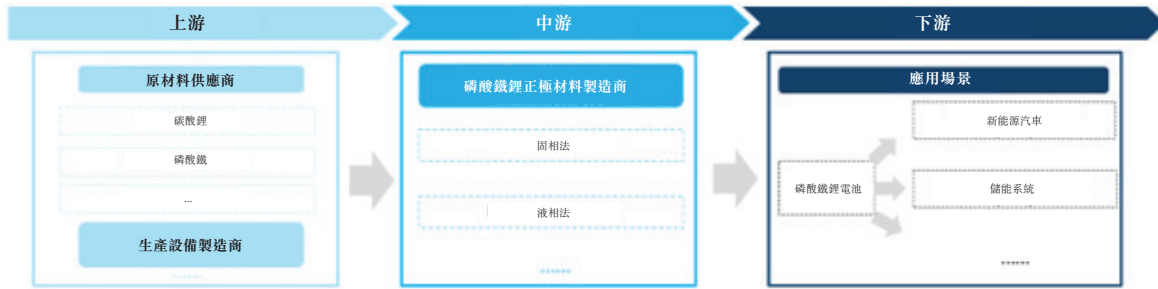 上游
中游
下游
原材料供應商
碳酸鋰
磷酸鐵
...
生產設備製造商
磷酸鐵鋰正極材料製造商
固相法
液相法
應用場景
磷酸鐵鋰電池
新能源汽車
儲能系統